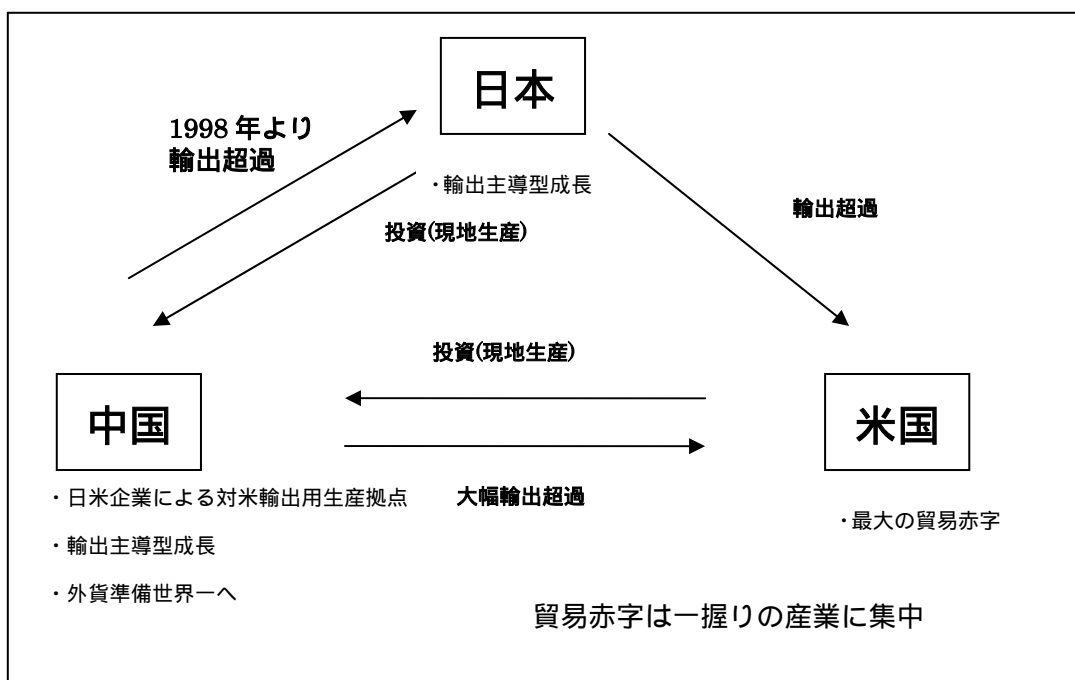 日本
1998 年より
輸出超過
・輸出主導型成長
輸出超過
投資(現地生産)
投資(現地生産)
中国
米国
・日米企業による対米輸出用生産拠点
大幅輸出超過
・最大の貿易赤字
・輸出主導型成長
・外貨準備世界一へ
貿易赤字は一握りの産業に集中